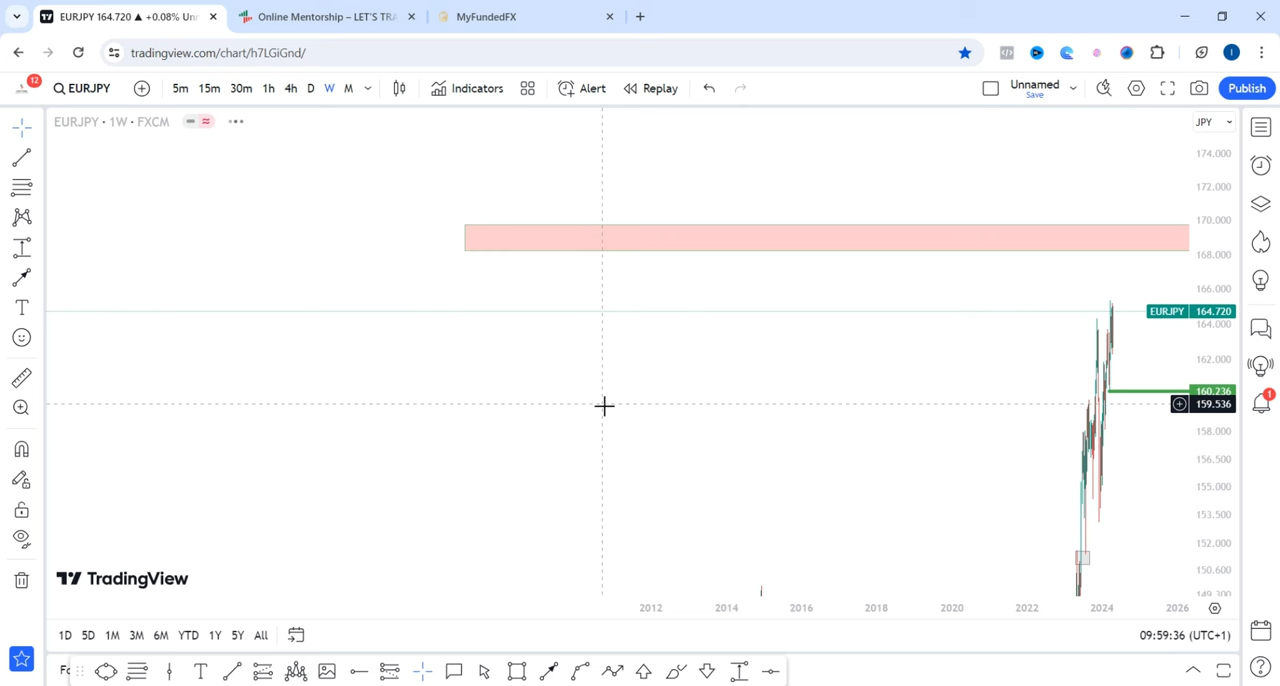 EURJPY 164.720 ▲ +0.08% Unr
Online Mentorship – LET'S TRA
MyFundedFX
tradingview.com/chart/h7LGiGnd/
12
EURJPY
5m 15m 30m 1h 4h D W M
Indicators
Alert
Replay
Unnamed
Save
Publish
EURJPY · 1W · FXCM
JPY
174.000
172.000
170.000
168.000
166.000
EURJPY 164.720
164.000
162.000
160.236
159.536
1
158.000
156.500
155.000
153.500
152.000
150.600
149.300
TradingView
2012 2014 2016 2018 2020 2022 2024 2026
1D 5D 1M 3M 6M YTD 1Y 5Y All
09:59:36 (UTC+1)